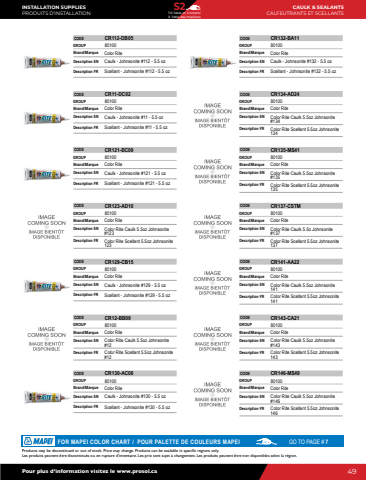 INSTALLATION SUPPLIES
PRODUITS D'INSTALLATION
CAULK & SEALANTS
CALFEUTRANTS ET SCELLANTS
CODE CR112-DB05
GROUP 80100
Brand/Marque Color Rite
Description EN Caulk - Johnsonite #112 - 5.5 oz
Description FR Scellant - Johnsonite #112 - 5.5 oz
CODE CR11-DC02
GROUP 80100
Brand/Marque Color Rite
Description EN Caulk - Johnsonite #11 - 5.5 oz
Description FR Scellant - Johnsonite #11 - 5.5 oz
CODE CR121-BC09
GROUP 80100
Brand/Marque Color Rite
Description EN Caulk - Johnsonite #121 - 5.5 oz
Description FR Scellant - Johnsonite #121 - 5.5 oz
IMAGE
COMING SOON
IMAGE BIENTÔT
DISPONIBLE
CODE CR123-AD10
GROUP 80100
Brand/Marque Color Rite
Description EN Color Rite Caulk 5.5oz Johnsonite
#123
Description FR Color Rite Scellant 5.5oz Johnsonite
123
CODE CR129-CB15
GROUP 80100
Brand/Marque Color Rite
Description EN Caulk - Johnsonite #129 - 5.5 oz
Description FR Scellant - Johnsonite #129 - 5.5 oz
IMAGE
COMING SOON
IMAGE BIENTÔT
DISPONIBLE
CODE CR12-BB09
GROUP 80100
Brand/Marque Color Rite
Description EN Color Rite Caulk 5.5oz Johnsonite
#12
Description FR Color Rite Scellant 5.5oz Johnsonite
#12
CODE CR130-AC06
GROUP 80100
Brand/Marque Color Rite
Description EN Caulk - Johnsonite #130 - 5.5 oz
Description FR Scellant - Johnsonite #130 - 5.5 oz
CODE CR132-BA11
GROUP 80100
Brand/Marque Color Rite
Description EN Caulk - Johnsonite #132 - 5.5 oz
Description FR Scellant - Johnsonite #132 - 5.5 oz
IMAGE
COMING SOON
IMAGE BIENTÔT
DISPONIBLE
CODE CR134-AD24
GROUP 80100
Brand/Marque Color Rite
Description EN Color Rite Caulk 5.5oz Johnsonite
#134
Description FR Color Rite Scellant 5.5oz Johnsonite
134
IMAGE
COMING SOON
IMAGE BIENTÔT
DISPONIBLE
CODE CR135-MS41
GROUP 80100
Brand/Marque Color Rite
Description EN Color Rite Caulk 5.5oz Johnsonite
#135
Description FR Color Rite Scellant 5.5oz Johnsonite
135
IMAGE
COMING SOON
IMAGE BIENTÔT
DISPONIBLE
CODE CR137-CSTM
GROUP 80100
Brand/Marque Color Rite
Description EN Color Rite Caulk 5.5o Johnsonite
#137
Description FR Color Rite Scellant 5.5oz Johnsonite
137
IMAGE
COMING SOON
IMAGE BIENTÔT
DISPONIBLE
CODE CR141-AA22
GROUP 80100
Brand/Marque Color Rite
Description EN Color Rite Caulk 5.5oz Johnsonite
141
Description FR Color Rite Scellant 5.5oz Johnsonite
141
IMAGE
COMING SOON
IMAGE BIENTÔT
DISPONIBLE
CODE CR143-CA21
GROUP 80100
Brand/Marque Color Rite
Description EN Color Rite Caulk 5.5oz Johnsonite
#143
Description FR Color Rite Scellant 5.5oz Johnsonite
143
IMAGE
COMING SOON
IMAGE BIENTÔT
DISPONIBLE
CODE CR146-MS49
GROUP 80100
Brand/Marque Color Rite
Description EN Color Rite Caulk 5.5oz Johnsonite
#146
Description FR Color Rite Scellant 5.5oz Johnsonite
146
MAPEI FOR MAPEI COLOR CHART / POUR PALETTE DE COULEURS MAPEI GO TO PAGE # 7
Products may be discontinued or out of stock. Price may change. Products can be available in specific regions only.
Les produits peuvent être discontinués ou en rupture d'inventaire. Les prix sont sujet à changement. Les produits peuvent être non disponibles selon la région.
Pour plus d'information visitez le www.prosol.ca
49